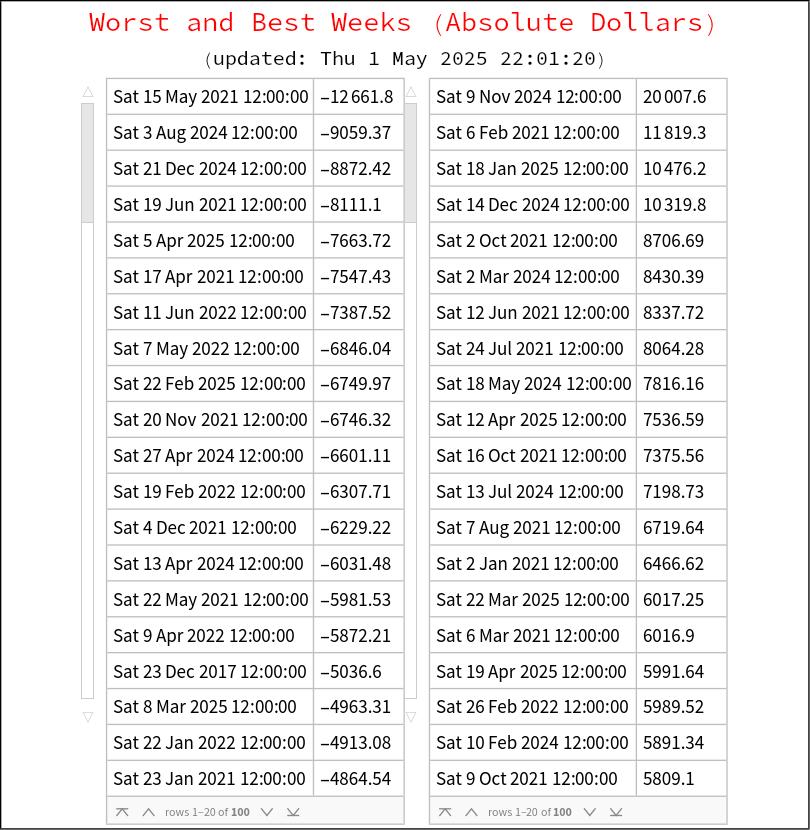 Worst and Best Weeks (Absolute Dollars)
(updated: Thu 1 May 2025 22:01:20)
Sat 15 May 2021 12:00:00 –12 661.8
Sat 3 Aug 2024 12:00:00 –9059.37
Sat 21 Dec 2024 12:00:00 –8872.42
Sat 19 Jun 2021 12:00:00 –8111.1
Sat 5 Apr 2025 12:00:00 –7663.72
Sat 17 Apr 2021 12:00:00 –7547.43
Sat 11 Jun 2022 12:00:00 –7387.52
Sat 7 May 2022 12:00:00 –6846.04
Sat 22 Feb 2025 12:00:00 –6749.97
Sat 20 Nov 2021 12:00:00 –6746.32
Sat 27 Apr 2024 12:00:00 –6601.11
Sat 19 Feb 2022 12:00:00 –6307.71
Sat 4 Dec 2021 12:00:00 –6229.22
Sat 13 Apr 2024 12:00:00 –6031.48
Sat 22 May 2021 12:00:00 –5981.53
Sat 9 Apr 2022 12:00:00 –5872.21
Sat 23 Dec 2017 12:00:00 –5036.6
Sat 8 Mar 2025 12:00:00 –4963.31
Sat 22 Jan 2022 12:00:00 –4913.08
Sat 23 Jan 2021 12:00:00 –4864.54
rows 1–20 of 100
Sat 9 Nov 2024 12:00:00 20 007.6
Sat 6 Feb 2021 12:00:00 11 819.3
Sat 18 Jan 2025 12:00:00 10 476.2
Sat 14 Dec 2024 12:00:00 10 319.8
Sat 2 Oct 2021 12:00:00 8706.69
Sat 2 Mar 2024 12:00:00 8430.39
Sat 12 Jun 2021 12:00:00 8337.72
Sat 24 Jul 2021 12:00:00 8064.28
Sat 18 May 2024 12:00:00 7816.16
Sat 12 Apr 2025 12:00:00 7536.59
Sat 16 Oct 2021 12:00:00 7375.56
Sat 13 Jul 2024 12:00:00 7198.73
Sat 7 Aug 2021 12:00:00 6719.64
Sat 2 Jan 2021 12:00:00 6466.62
Sat 22 Mar 2025 12:00:00 6017.25
Sat 6 Mar 2021 12:00:00 6016.9
Sat 19 Apr 2025 12:00:00 5991.64
Sat 26 Feb 2022 12:00:00 5989.52
Sat 10 Feb 2024 12:00:00 5891.34
Sat 9 Oct 2021 12:00:00 5809.1
rows 1–20 of 100